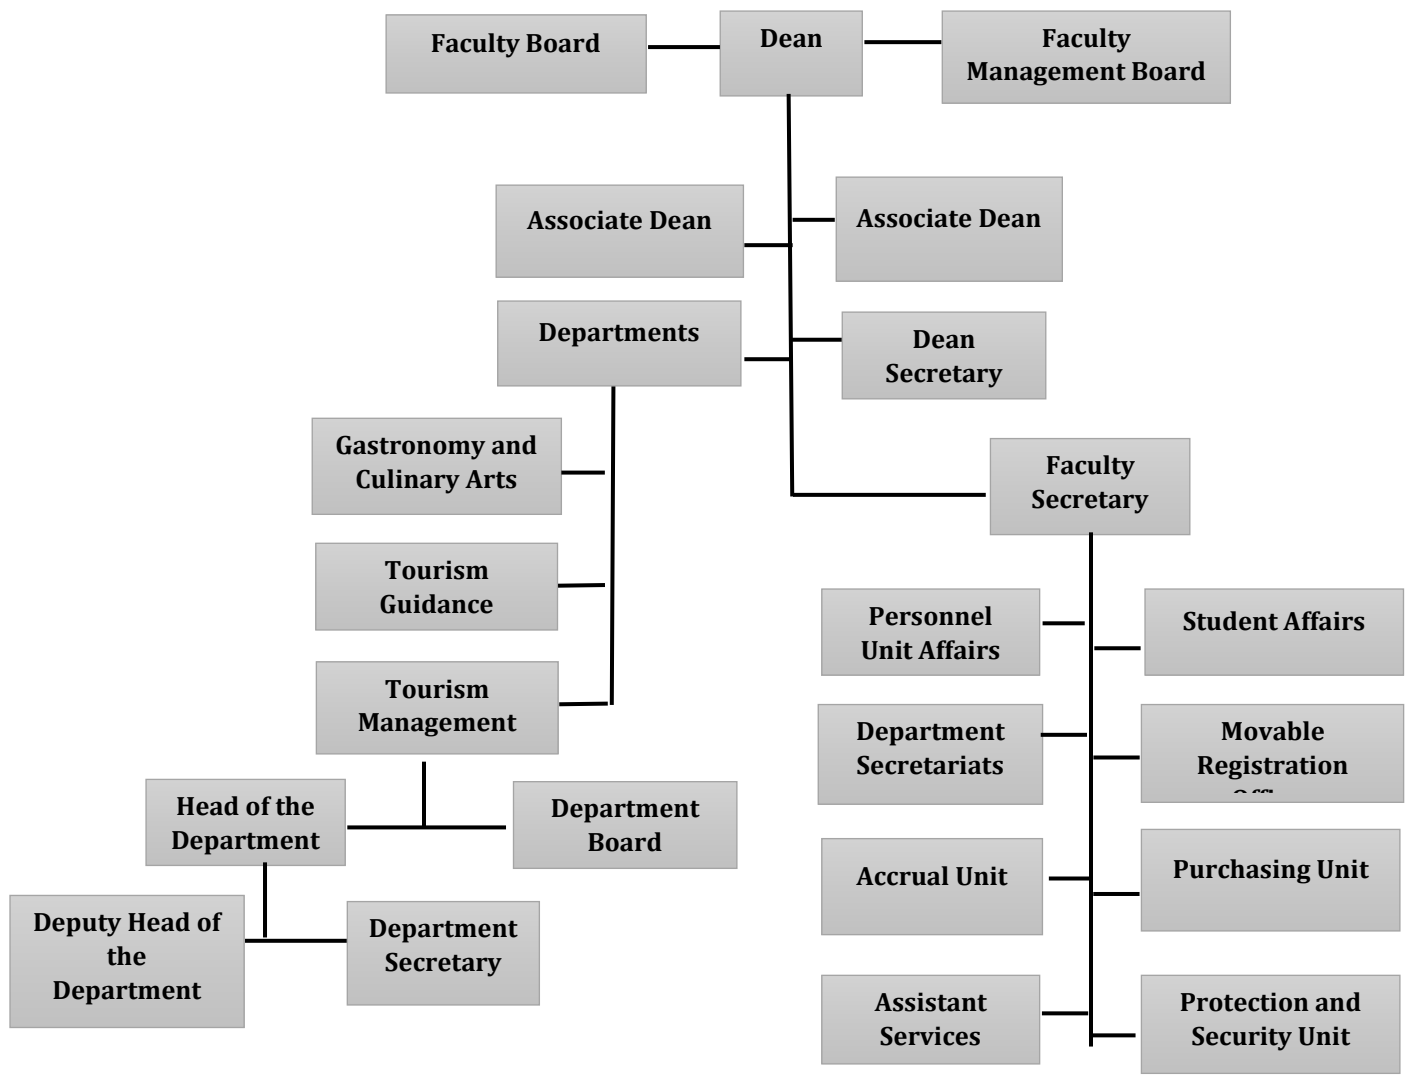 Faculty Board
Dean
Faculty
Management Board
Associate Dean
Associate Dean
Departments
Dean
Secretary
Gastronomy and
Culinary Arts
Faculty
Secretary
Tourism
Guidance
Personnel
Unit Affairs
Student Affairs
Tourism
Management
Department
Secretariats
Movable
Registration
Head of the
Department
Department
Board
Accrual Unit
Purchasing Unit
Deputy Head of
the
Department
Department
Secretary
Assistant
Services
Protection and
Security Unit